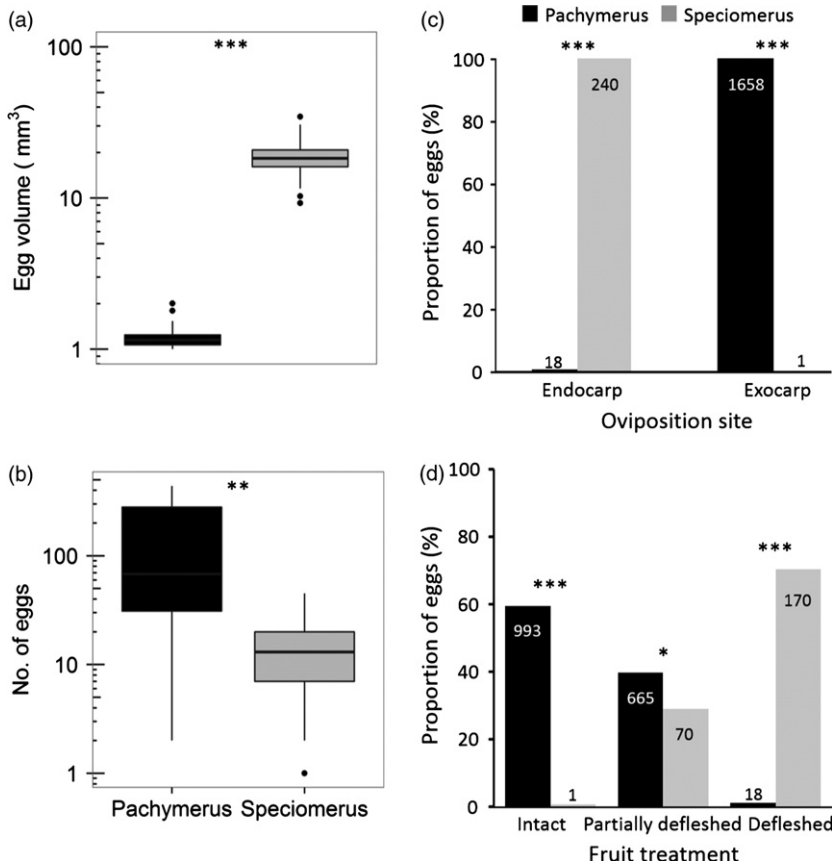 (a)
***
100
10
1
Egg volume ( mm³)
(b)
**
100
10
1
No. of eggs
Pachymerus Speciomerus
(c)
Pachymerus Speciomerus
*** ***
100
80
60
40
20
0
Proportion of eggs (%)
18 240 1658 1
Endocarp Exocarp
Oviposition site
(d)
100
80
60
40
20
0
Proportion of eggs (%)
*** * ***
993 1 665 70 18 170
Intact Partially defleshed Defleshed
Fruit treatment